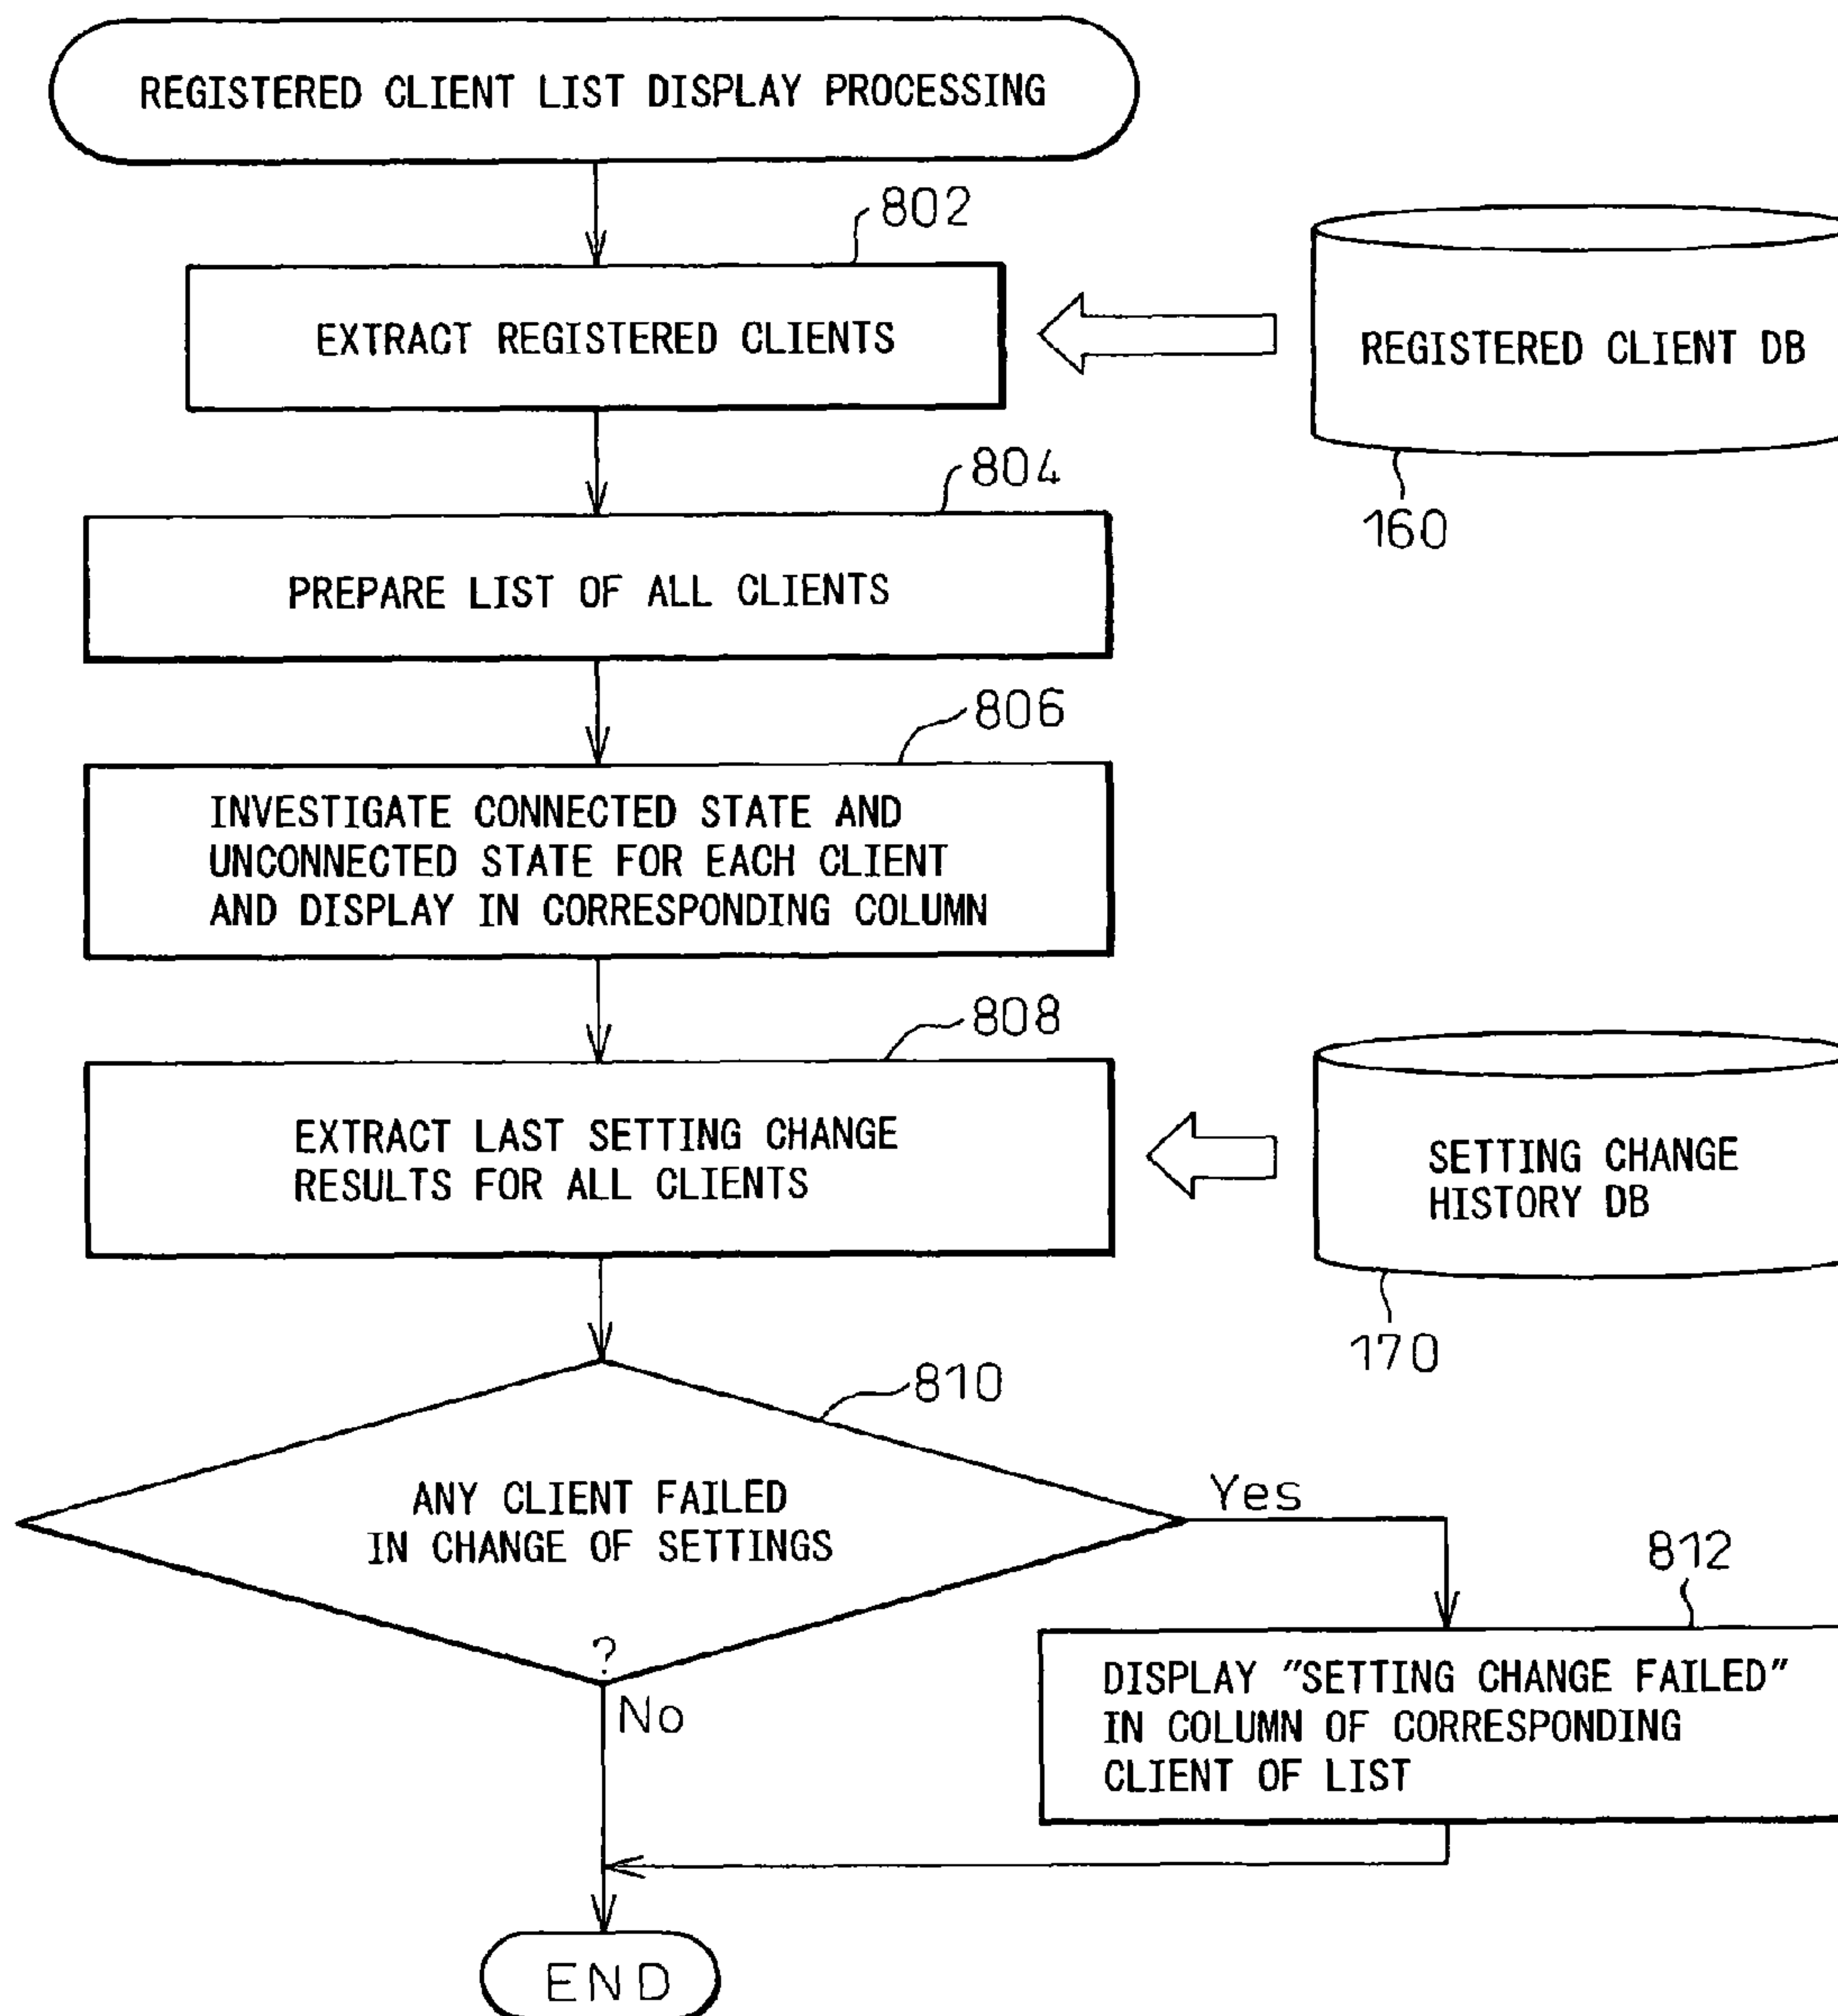 REGISTERED CLIENT LIST DISPLAY PROCESSING
802
EXTRACT REGISTERED CLIENTS
REGISTERED CLIENT DB
160
804
PREPARE LIST OF ALL CLIENTS
806
INVESTIGATE CONNECTED STATE AND
UNCONNECTED STATE FOR EACH CLIENT
AND DISPLAY IN CORRESPONDING COLUMN
808
EXTRACT LAST SETTING CHANGE
RESULTS FOR ALL CLIENTS
SETTING CHANGE
HISTORY DB
170
810
ANY CLIENT FAILED
IN CHANGE OF SETTINGS
?
Yes
No
812
DISPLAY "SETTING CHANGE FAILED"
IN COLUMN OF CORRESPONDING
CLIENT OF LIST
END